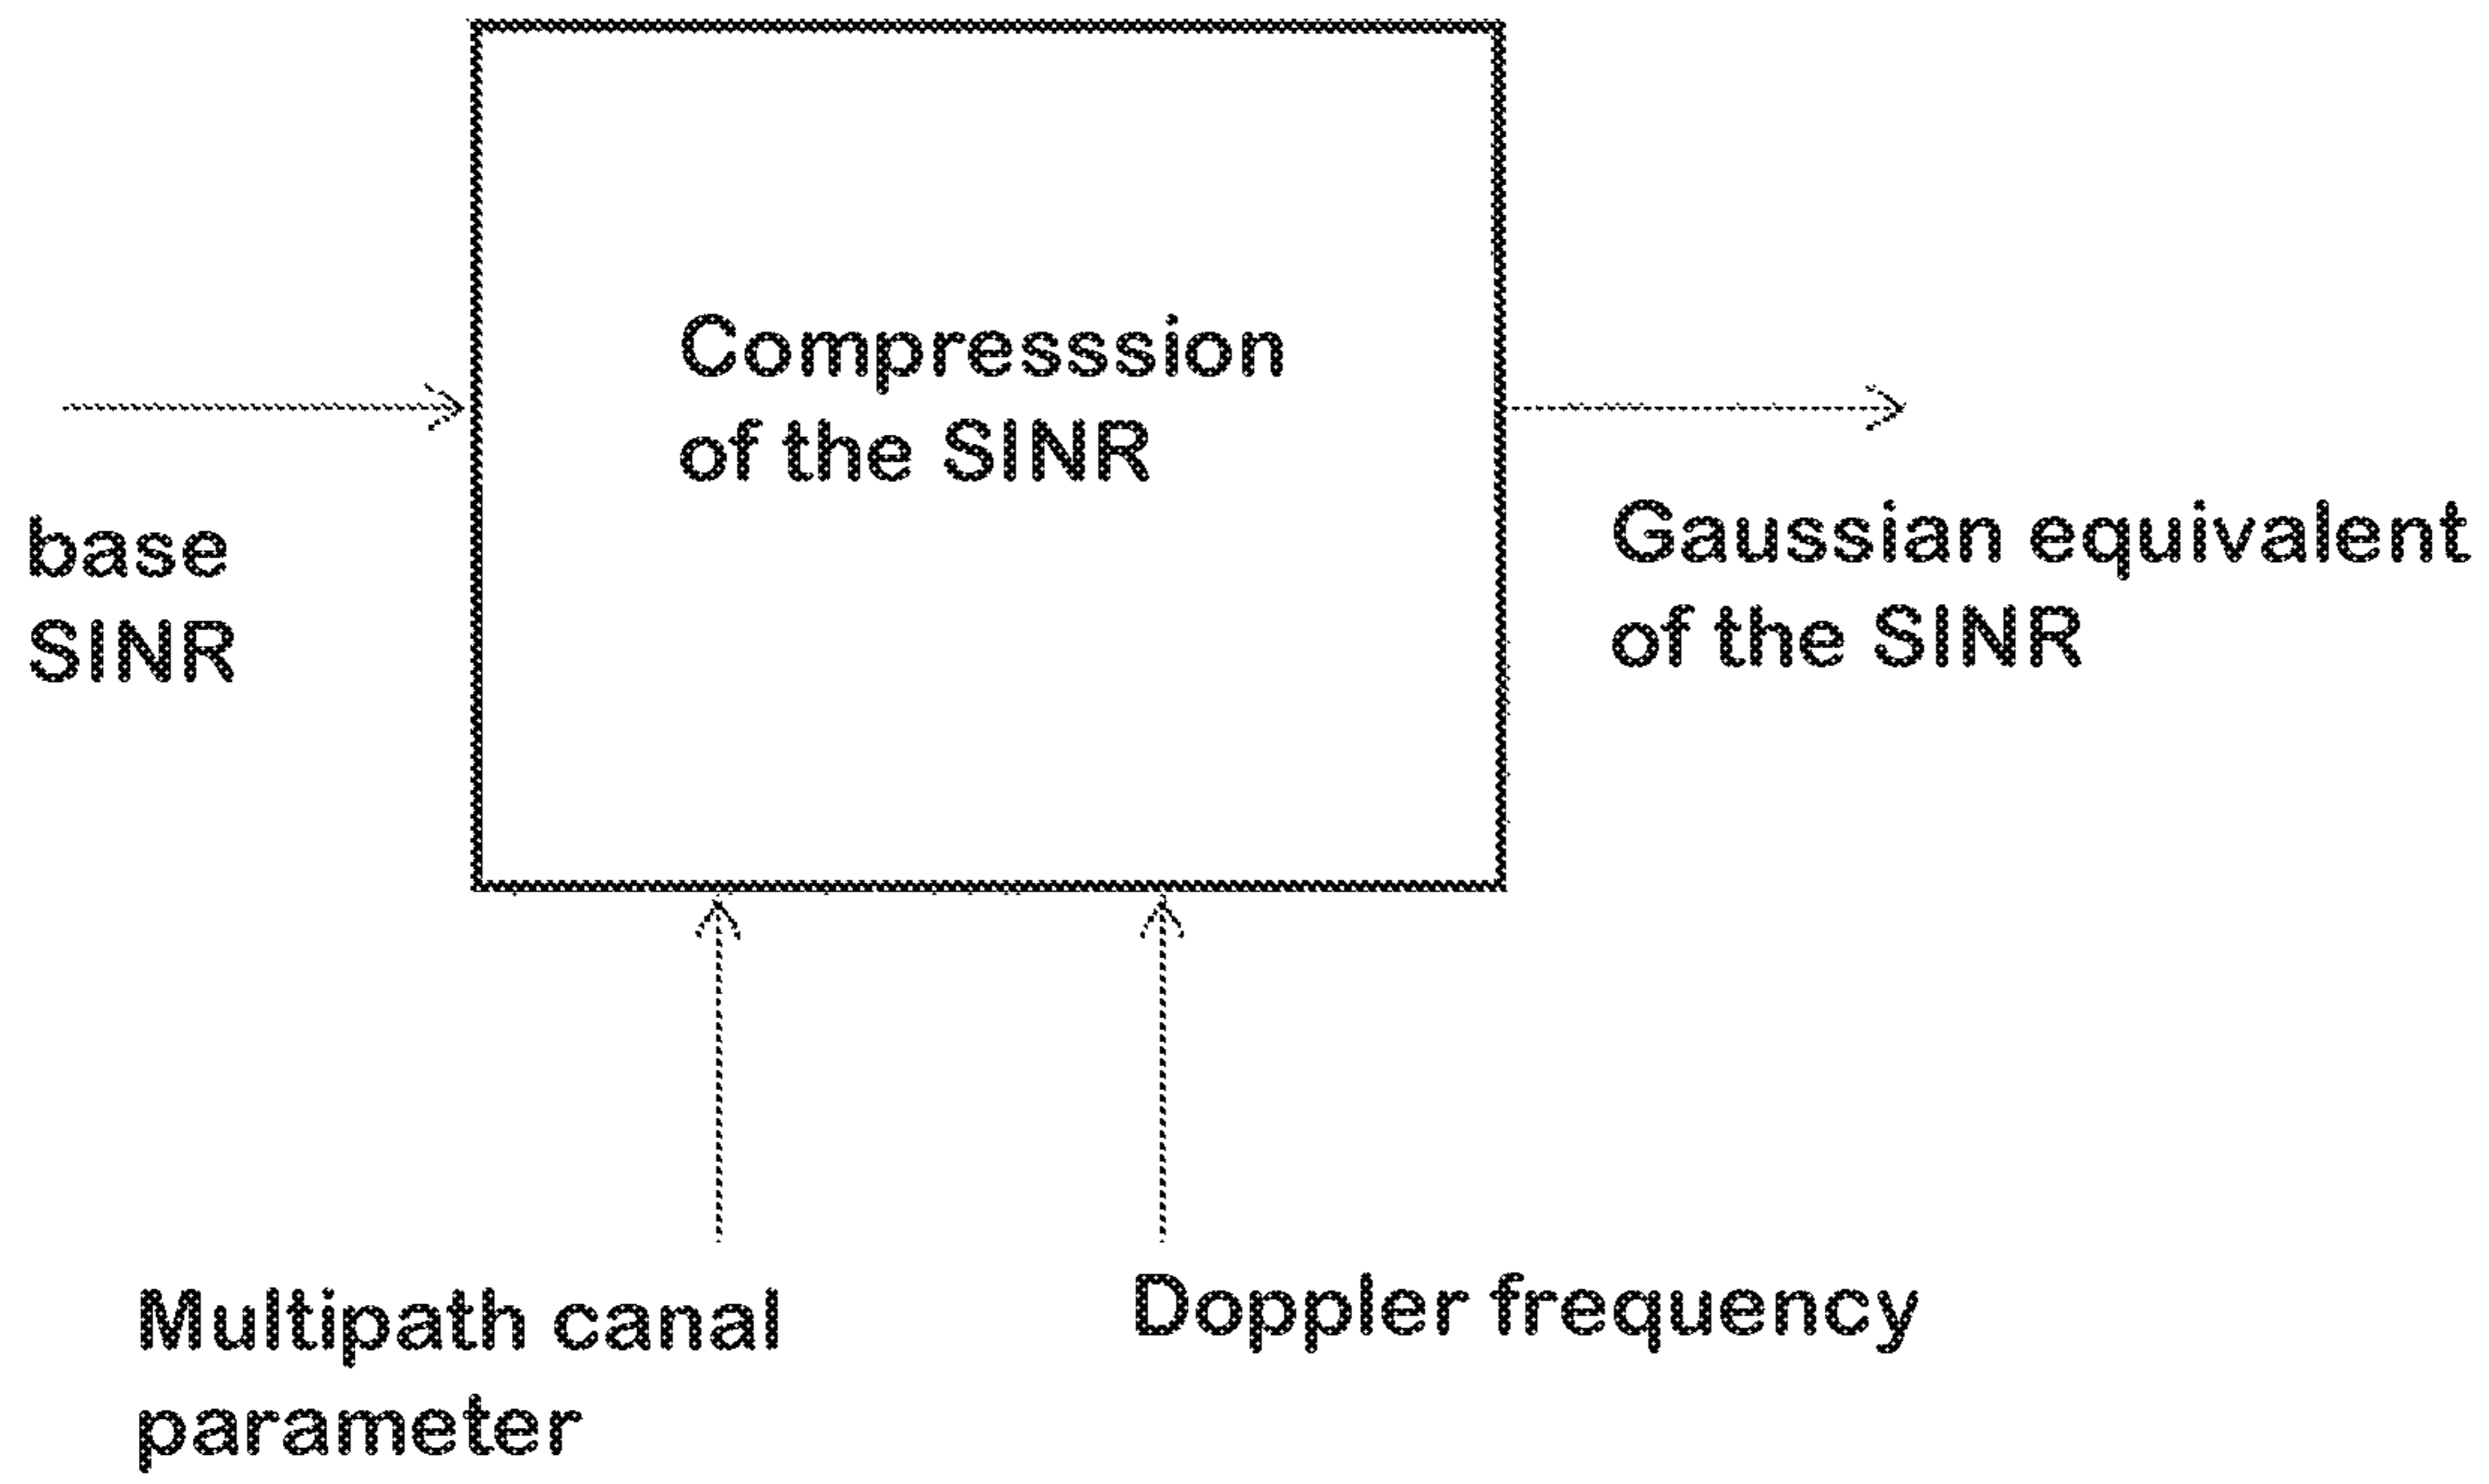 Compresssion
of the SINR
base
SINR
Gaussian equivalent
of the SINR
Multipath canal
parameter
Doppler frequency